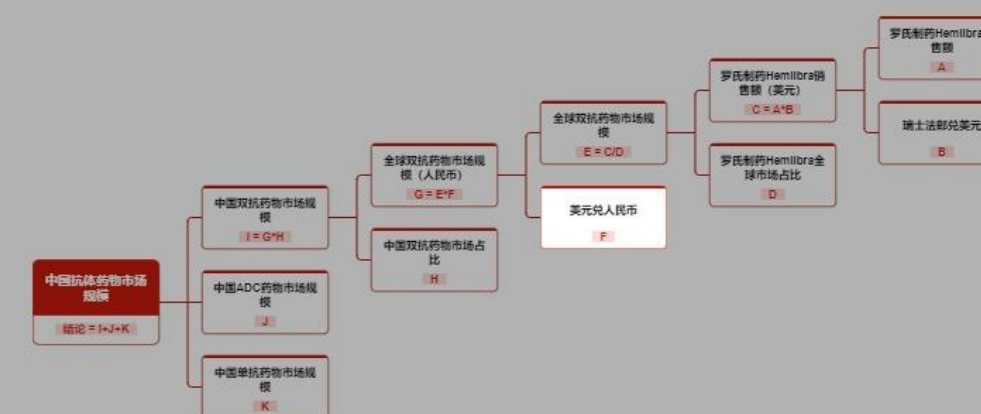 罗氏制药Hemlibra
售额
A
罗氏制药Hemlibra销
售额（美元）
C = A*B
瑞士法郎兑美元
B
全球双抗药物市场规
模
E = C/D
罗氏制药Hemlibra全
球市场占比
D
全球双抗药物市场规
模（人民币）
G = E*F
美元兑人民币
F
中国双抗药物市场规
模
I = G*H
中国双抗药物市场占
比
H
中国抗体药物市场
规模
结论 = I+J+K
中国ADC药物市场规
模
J
中国单抗药物市场规
模
K